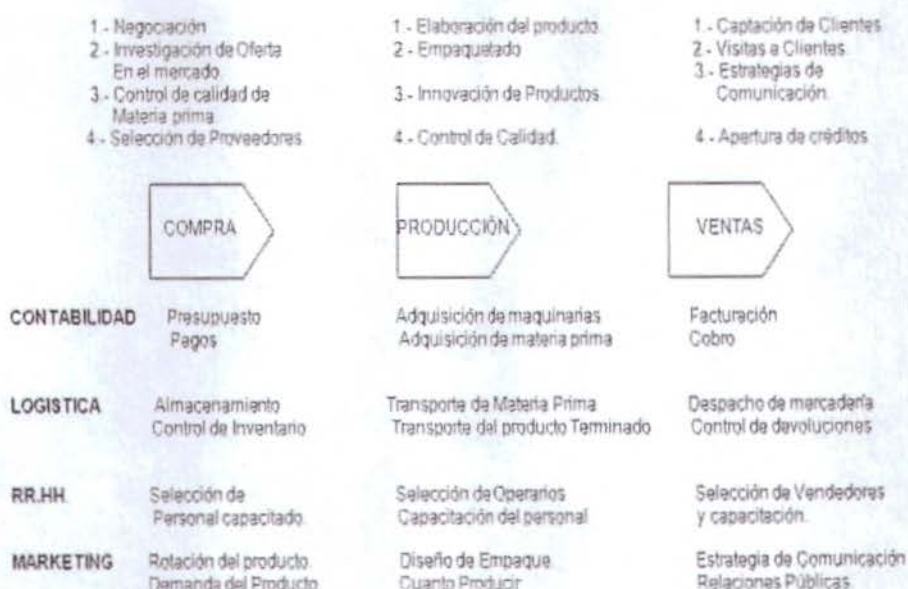 1.- Negociación
2.- Investigación de Oferta
En el mercado.
3.- Control de calidad de
Materia prima
4.- Selección de Proveedores
1.- Elaboración del producto.
2.- Empaquetado
3.- Innovación de Productos.
4.- Control de Calidad.
1.- Captación de Clientes
2.- Visitas a Clientes.
3.- Estrategias de
Comunicación.
4.- Apertura de créditos
COMPRA
PRODUCCIÓN
VENTAS
CONTABILIDAD
Presupuesto
Pagos
Adquisición de maquinarias
Adquisición de materia prima
Facturación
Cobro
LOGISTICA
Almacenamiento
Control de Inventario
Transporte de Materia Prima
Transporte del producto Terminado
Despacho de mercadería
Control de devoluciones
RR.HH
Selección de
Personal capacitado.
Selección de Operarios
Capacitación del personal
Selección de Vendedores
y capacitación.
MARKETING
Rotación del producto.
Demanda del Producto
Diseño de Empaque
Cuanto Producir
Estrategia de Comunicación
Relaciones Públicas